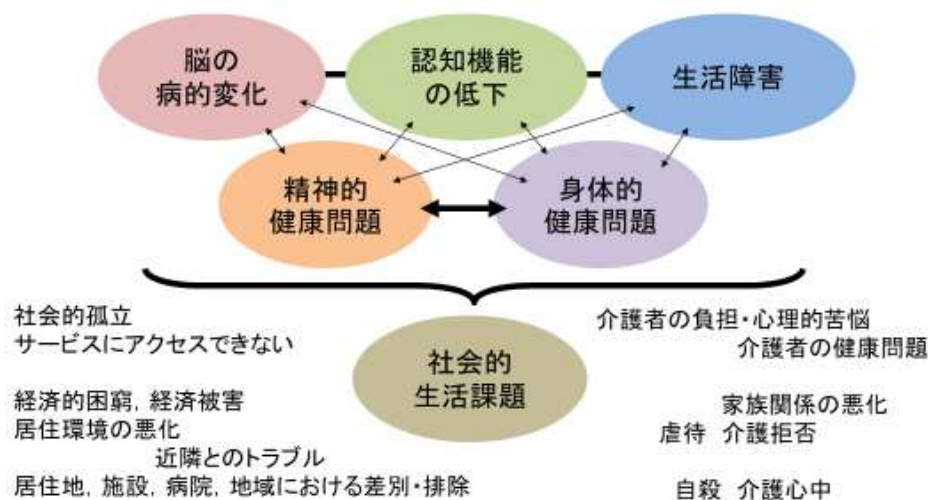 脳の
病的変化
認知機能
の低下
生活障害
精神的
健康問題
身体的
健康問題
社会的
生活課題
社会的孤立
サービスにアクセスできない
経済的困窮, 経済被害
居住環境の悪化
近隣とのトラブル
居住地, 施設, 病院, 地域における差別・排除
介護者の負担・心理的苦悩
介護者の健康問題
家族関係の悪化
虐待 介護拒否
自殺 介護心中